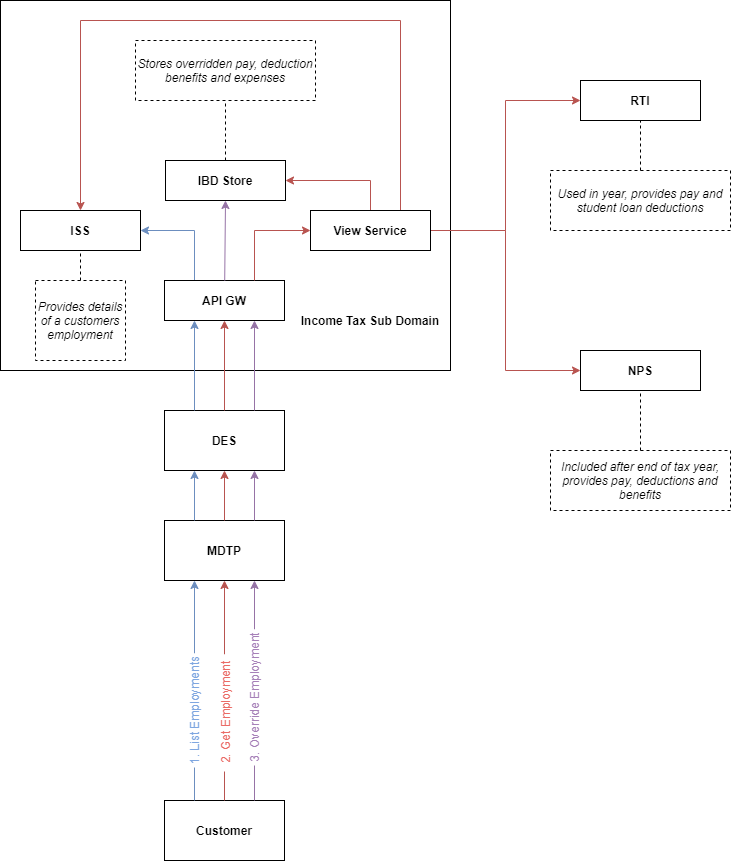 Stores overridden pay, deduction
benefits and expenses
RTI
IBD Store
Used in year, provides pay and
student loan deductions
ISS
View Service
Provides details
of a customers
employment
API GW
Income Tax Sub Domain
NPS
DES
Included after end of tax year,
provides pay, deductions and
benefits
MDTP
1. List Employments
2. Get Employment
3. Override Employment
Customer